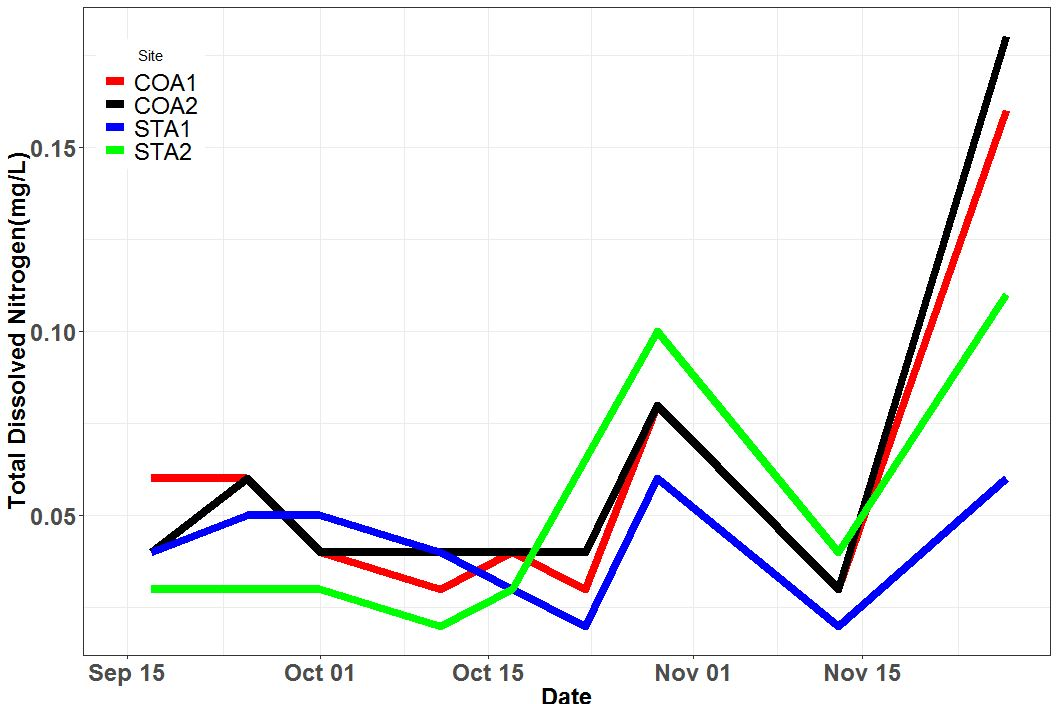 Site
COA1
COA2
STA1
STA2
Total Dissolved Nitrogen(mg/L)
0.15
0.10
0.05
Sep 15
Oct 01
Oct 15
Nov 01
Nov 15
Date